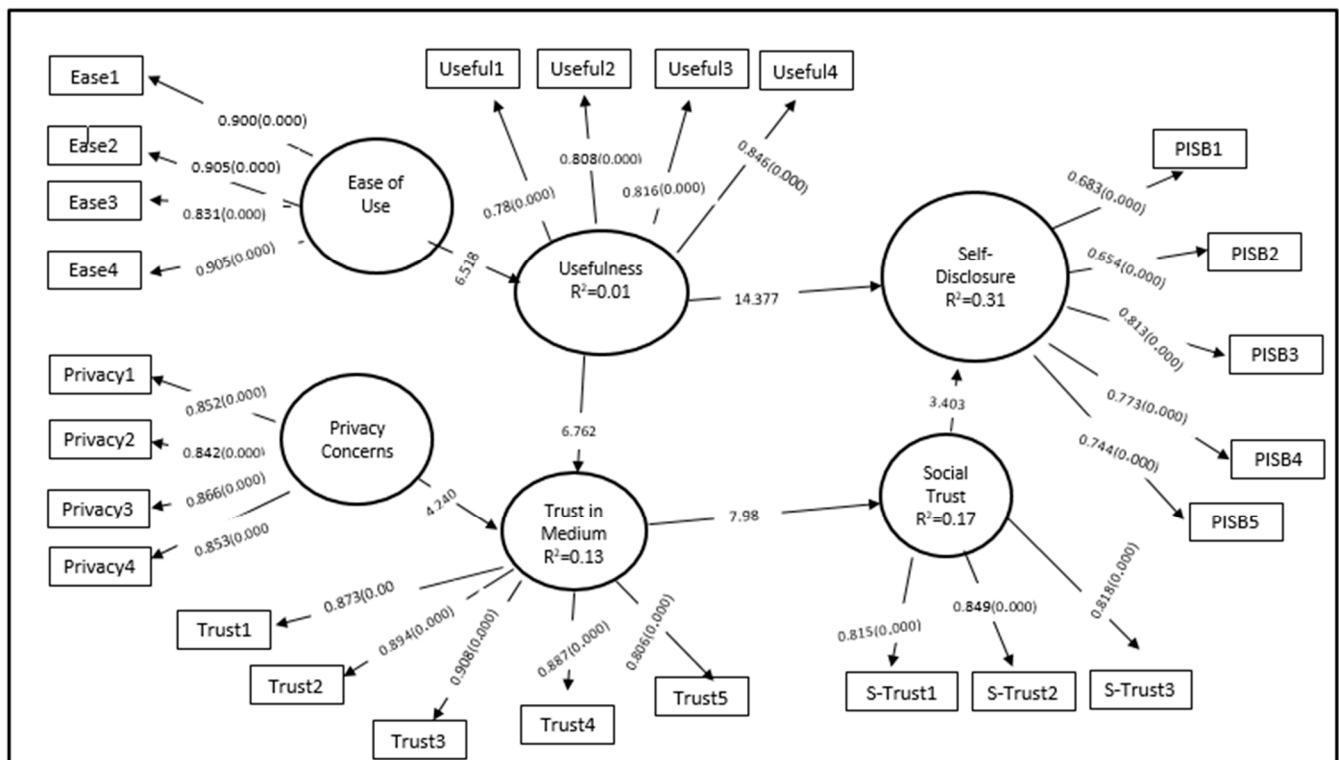 Ease1
0.900(0.000)
Ease2
0.905(0.000)
Ease3
0.831(0.000)
Ease4
0.905(0.000)
Ease of
Use
6.518
Useful1
Useful2
Useful3
Useful4
0.78(0.000)
0.808(0.000)
0.816(0.000)
0.846(0.000)
Usefulness
R²=0.01
14.377
6.762
Self-
Disclosure
R²=0.31
PISB1
0.683(0.000)
PISB2
0.654(0.000)
PISB3
0.813(0.000)
PISB4
0.773(0.000)
PISB5
0.744(0.000)
3.403
Privacy1
0.852(0.000)
Privacy2
0.842(0.000)
Privacy3
0.866(0.000)
Privacy4
0.853(0.000
Privacy
Concerns
4.240
Trust in
Medium
R²=0.13
7.98
Social
Trust
R²=0.17
0.873(0.00
Trust1
0.894(0.000)
Trust2
0.908(0.000)
Trust3
0.887(0.000)
Trust4
0.806(0.000)
Trust5
0.815(0.000)
S-Trust1
0.849(0.000)
S-Trust2
0.818(0.000)
S-Trust3